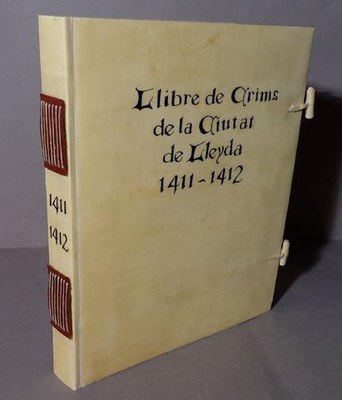 Llibre de Crims
de la Ciutat
de Lleyda
1411-1412
1411
1412